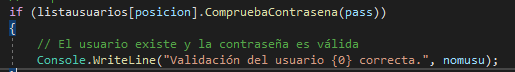 if (listausuarios[posicion].CompruebaContrasena(pass))
{
// El usuario existe y la contraseña es válida
Console.WriteLine("Validación del usuario {0} correcta.", nomusu);